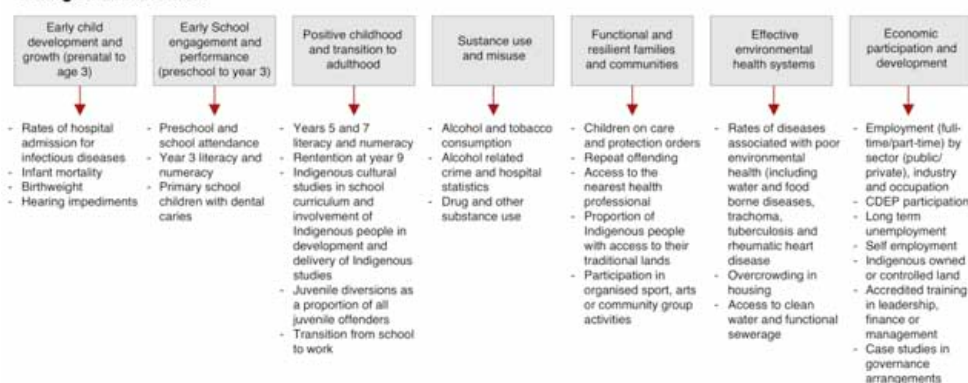 Early child
development and
growth (prenatal to
age 3)
Early School
engagement and
performance
(preschool to year 3)
Positive childhood
and transition to
adulthood
Sustance use
and misuse
Functional and
resilient families
and communities
Effective
environmental
health systems
Economic
participation and
development
- Rates of hospital
admission for
infectious diseases
- Infant mortality
- Birthweight
- Hearing impediments
- Preschool and
school attendance
- Year 3 literacy and
numeracy
- Primary school
children with dental
caries
- Years 5 and 7
literacy and numeracy
- Rentention at year 9
- Indigenous cultural
studies in school
curriculum and
involvement of
Indigenous people in
development and
delivery of Indigenous
studies
- Juvenile diversions as
a proportion of all
juvenile offenders
- Transition from school
to work
- Alcohol and tobacco
consumption
- Alcohol related
crime and hospital
statistics
- Drug and other
substance use
- Children on care
and protection orders
- Repeat offending
- Access to the
nearest health
professional
- Proportion of
Indigenous people
with access to their
traditional lands
- Participation in
organised sport, arts
or community group
activities
- Rates of diseases
associated with poor
environmental
health (including
water and food
borne diseases,
trachoma,
tuberculosis and
rheumatic heart
disease
- Overcrowding in
housing
- Access to clean
water and functional
sewerage
- Employment (full-
time/part-time) by
sector (public/
private), industry
and occupation
- CDEP participation
- Long term
unemployment
- Self employment
- Indigenous owned
or controlled land
- Accredited training
in leadership,
finance or
management
- Case studies in
governance
arrangements